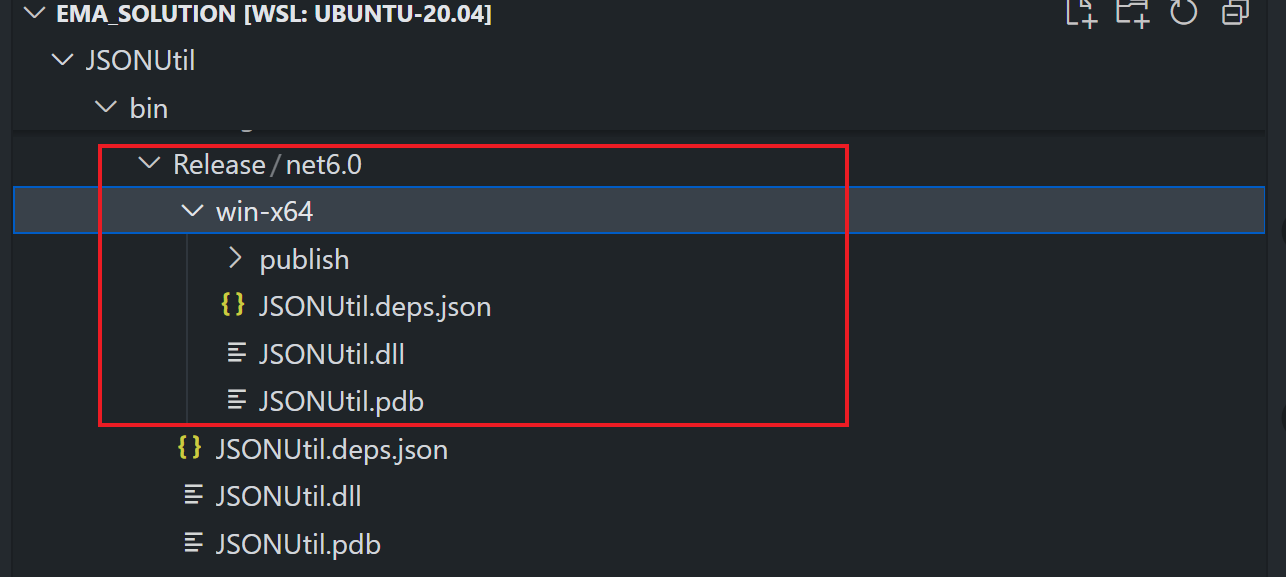 EMA_SOLUTION [WSL: UBUNTU-20.04]
JSONUtil
bin
Release / net6.0
win-x64
publish
{} JSONUtil.deps.json
JSONUtil.dll
JSONUtil.pdb
{} JSONUtil.deps.json
JSONUtil.dll
JSONUtil.pdb